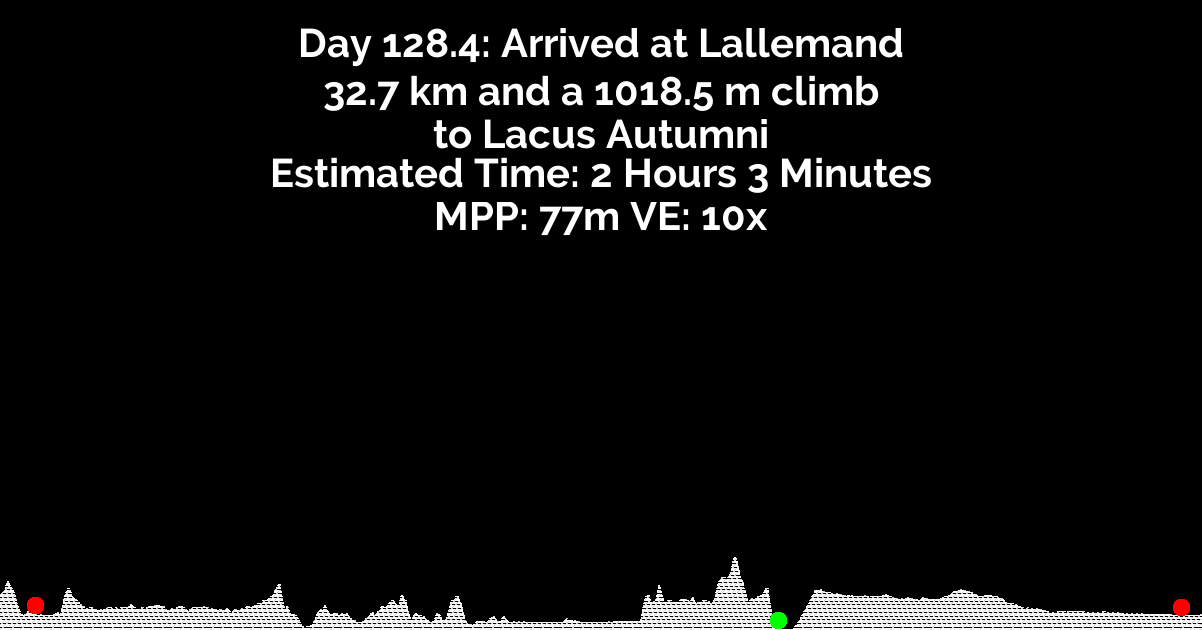 Day 128.4: Arrived at Lallemand
32.7 km and a 1018.5 m climb
to Lacus Autumni
Estimated Time: 2 Hours 3 Minutes
MPP: 77m VE: 10x